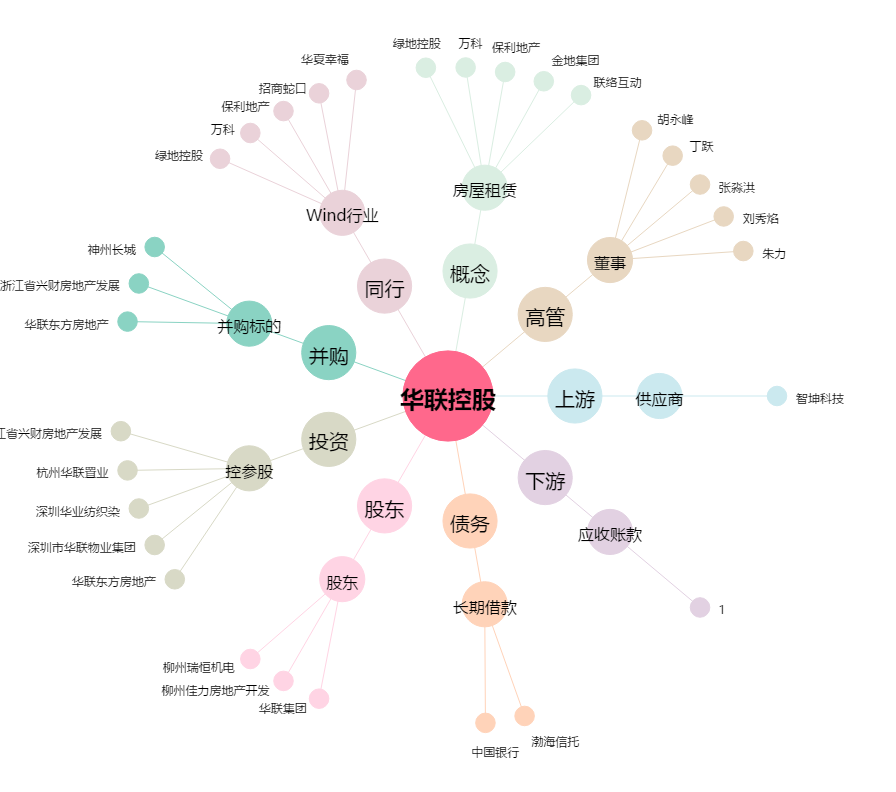 绿地控股
万科
保利地产
华夏幸福
金地集团
招商蛇口
联络互动
保利地产
胡永峰
万科
丁跃
绿地控股
张淼洪
房屋租赁
Wind行业
刘秀焰
神州长城
朱力
董事
概念
浙江省兴财房地产发展
同行
高管
华联东方房地产
并购标的
并购
华联控股
上游
供应商
智坤科技
江省兴财房地产发展
投资
杭州华联置业
控参股
下游
深圳华业纺织染
股东
债务
应收账款
深圳市华联物业集团
华联东方房地产
股东
长期借款
1
柳州瑞恒机电
柳州佳力房地产开发
华联集团
渤海信托
中国银行